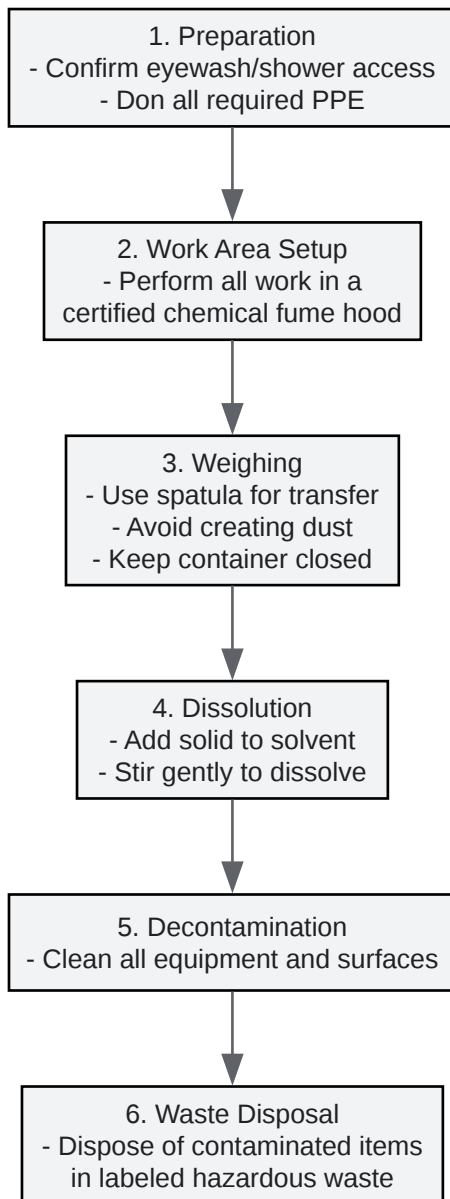 1. Preparation
- Confirm eyewash/shower access
- Don all required PPE
2. Work Area Setup
- Perform all work in a
certified chemical fume hood
3. Weighing
- Use spatula for transfer
- Avoid creating dust
- Keep container closed
4. Dissolution
- Add solid to solvent
- Stir gently to dissolve
5. Decontamination
- Clean all equipment and surfaces
6. Waste Disposal
- Dispose of contaminated items
in labeled hazardous waste